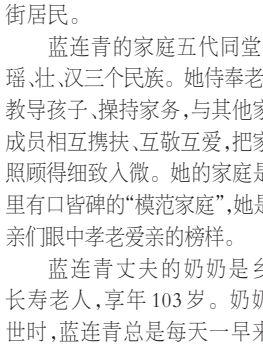 街居民。
蓝连青的家庭五代同堂
瑶、壮、汉三个民族。她侍奉老
教导孩子、操持家务,与其他家
成员相互携扶、互敬互爱,把家
照顾得细致入微。她的家庭是
里有口皆碑的“模范家庭”,她是
亲们眼中孝老爱亲的榜样。
蓝连青丈夫的奶奶是乡
长寿老人,享年103岁。奶奶
世时,蓝连青总是每天一早来